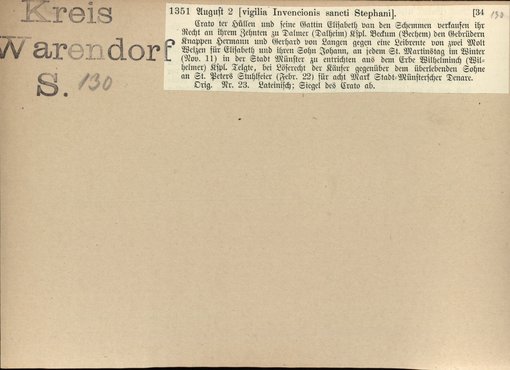 Kreis
Warendorf
S. 130
1351 August 2 [vigilia Invencionis sancti Stephani]. [34
130
Crato ter Hüllen und seine Gattin Elisabeth van den Schemmen verkaufen ihr
Recht an ihrem Zehnten zu Dalmer (Dalheim) Kspl. Beckum (Bechem) den Gebrüdern
Knappen Hermann und Gerhard von Langen gegen eine Leibrente von zwei Molt
Weizen für Elisabeth und ihren Sohn Johann, an jedem St. Martinstag im Winter
(Nov. 11) in der Stadt Münster zu entrichten aus dem Erbe Wilhelminch (Wil-
helmer) Kspl. Telgte, bei Löserecht der Käufer gegenüber dem überlebenden Sohne
an St. Peters Stuhlfeier (Febr. 22) für acht Mark Stadt-Münsterscher Denare.
Orig. Nr. 23. Lateinisch; Siegel des Crato ab.